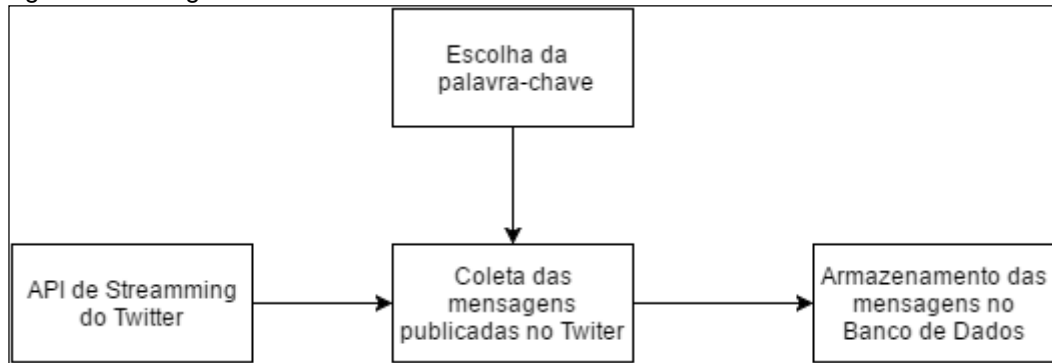 Escolha da
palavra-chave
API de Streamming
do Twitter
Coleta das
mensagens
publicadas no Twiter
Armazenamento das
mensagens no
Banco de Dados